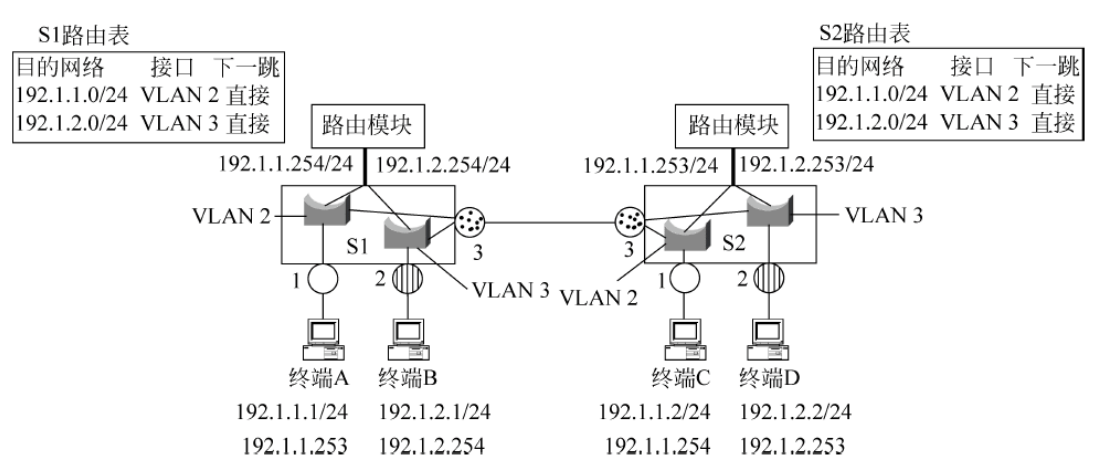 S1路由表
目的网络 接口 下一跳
192.1.1.0/24 VLAN 2 直接
192.1.2.0/24 VLAN 3 直接
S2路由表
目的网络 接口 下一跳
192.1.1.0/24 VLAN 2 直接
192.1.2.0/24 VLAN 3 直接
路由模块
路由模块
192.1.1.254/24 192.1.2.254/24
192.1.1.253/24 192.1.2.253/24
VLAN 2
S1
3
VLAN 3
1
2
3
S2
VLAN 3
VLAN 2
1
2
终端A 终端B 终端C 终端D
192.1.1.1/24 192.1.2.1/24 192.1.1.2/24 192.1.2.2/24
192.1.1.253 192.1.2.254 192.1.1.254 192.1.2.253